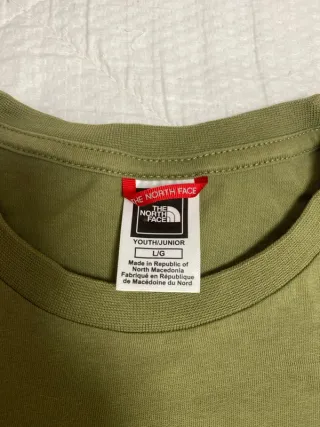 THE NORTH FACE
THE
NORTH
FACE
YOUTH/JUNIOR
L/G
Made in Republic of
North Macedonia
Fabriqué en République
de Macédoine du Nord